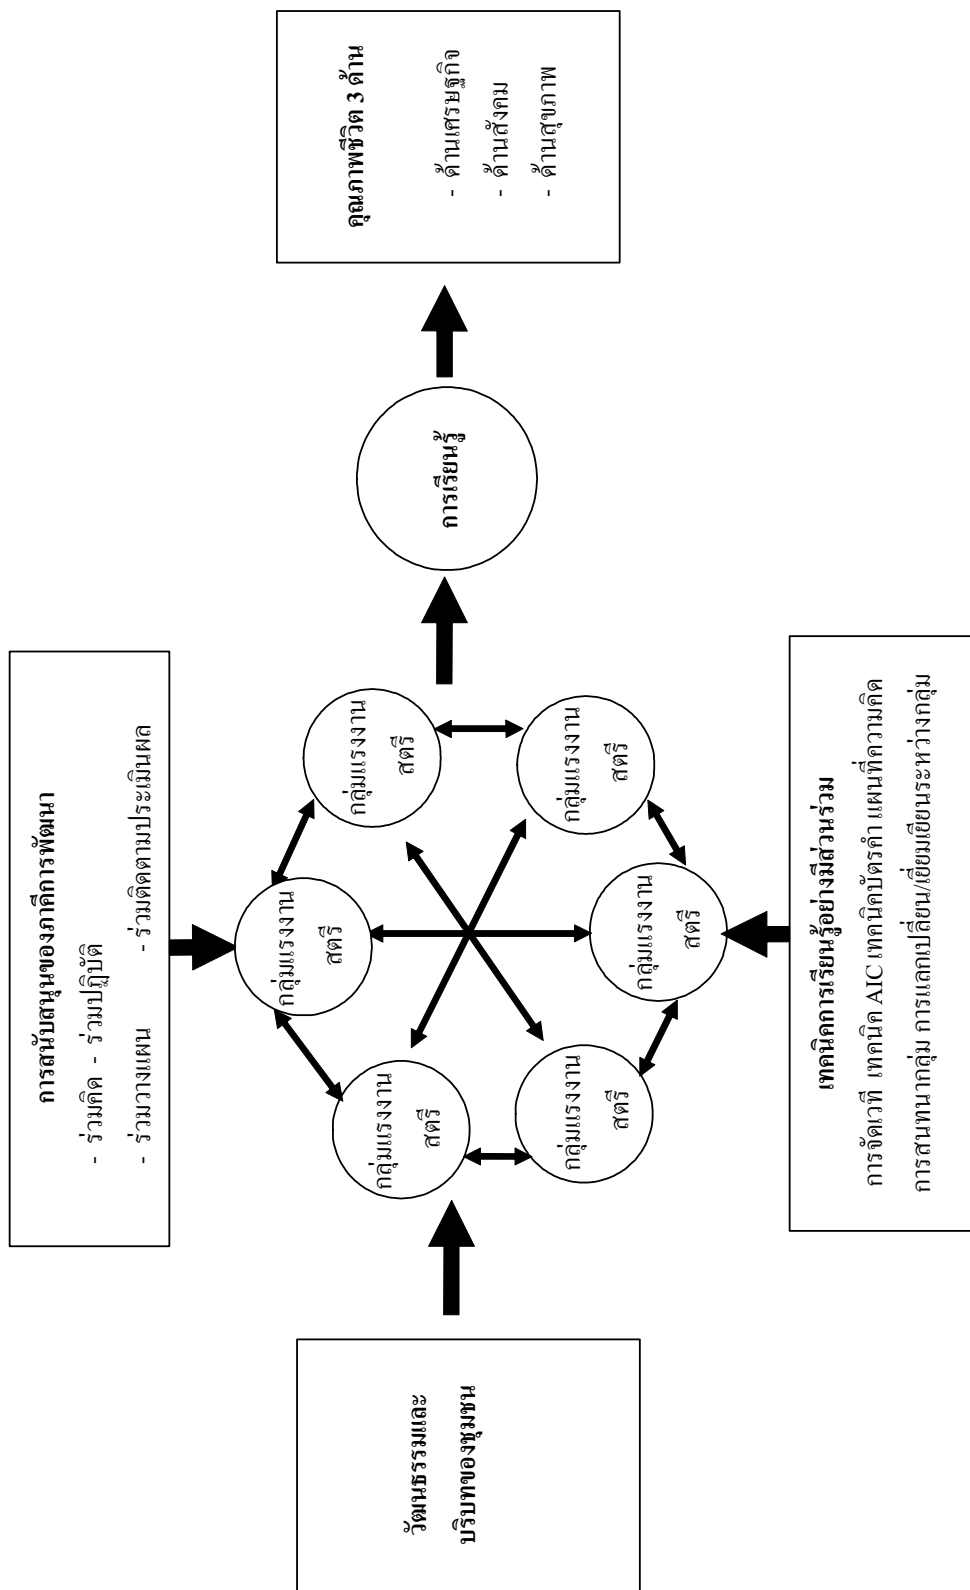 การสนับสนุนของภาคีการพัฒนา
- ร่วมคิด - ร่วมปฏิบัติ
- ร่วมวางแผน - ร่วมติดตามประเมินผล
วัฒนธรรมและ
บริบทของชุมชน
กลุ่มแรงงาน
สตรี
กลุ่มแรงงาน
สตรี
กลุ่มแรงงาน
สตรี
กลุ่มแรงงาน
สตรี
กลุ่มแรงงาน
สตรี
กลุ่มแรงงาน
สตรี
การเรียนรู้
คุณภาพชีวิต 3 ด้าน
- ด้านเศรษฐกิจ
- ด้านสังคม
- ด้านสุขภาพ
เทคนิคการเรียนรู้อย่างมีส่วนร่วม
การจัดเวที เทคนิค AIC เทคนิคบัตรคำ แผนที่ความคิด
การสนทนากลุ่ม การแลกเปลี่ยน/เยี่ยมเยียนระหว่างกลุ่ม